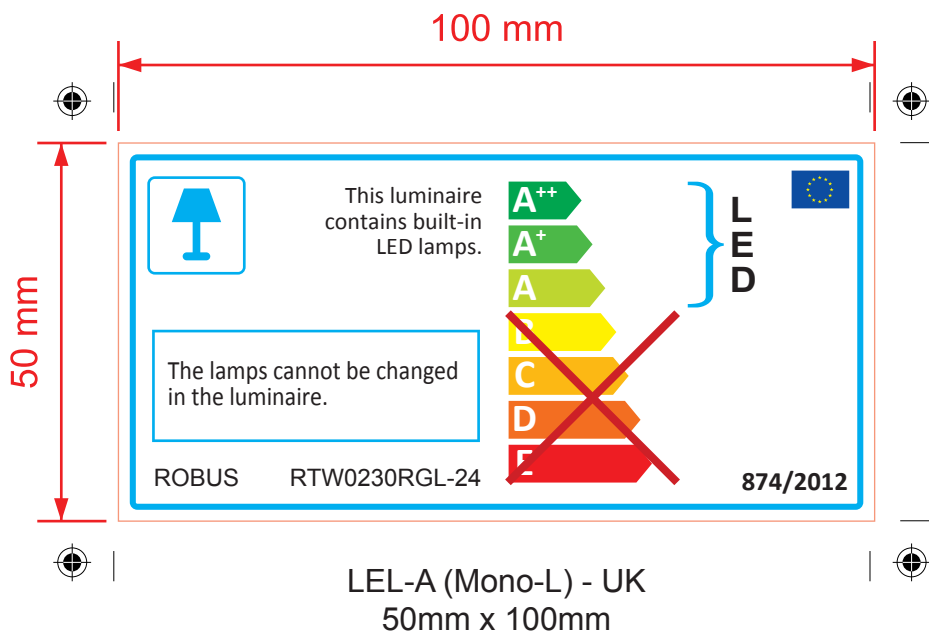 100 mm
50 mm
This luminaire
contains built-in
LED lamps.
A++
A+
A
B
C
D
E
L
E
D
The lamps cannot be changed
in the luminaire.
ROBUS RTW0230RGL-24
874/2012
LEL-A (Mono-L) - UK
50mm x 100mm